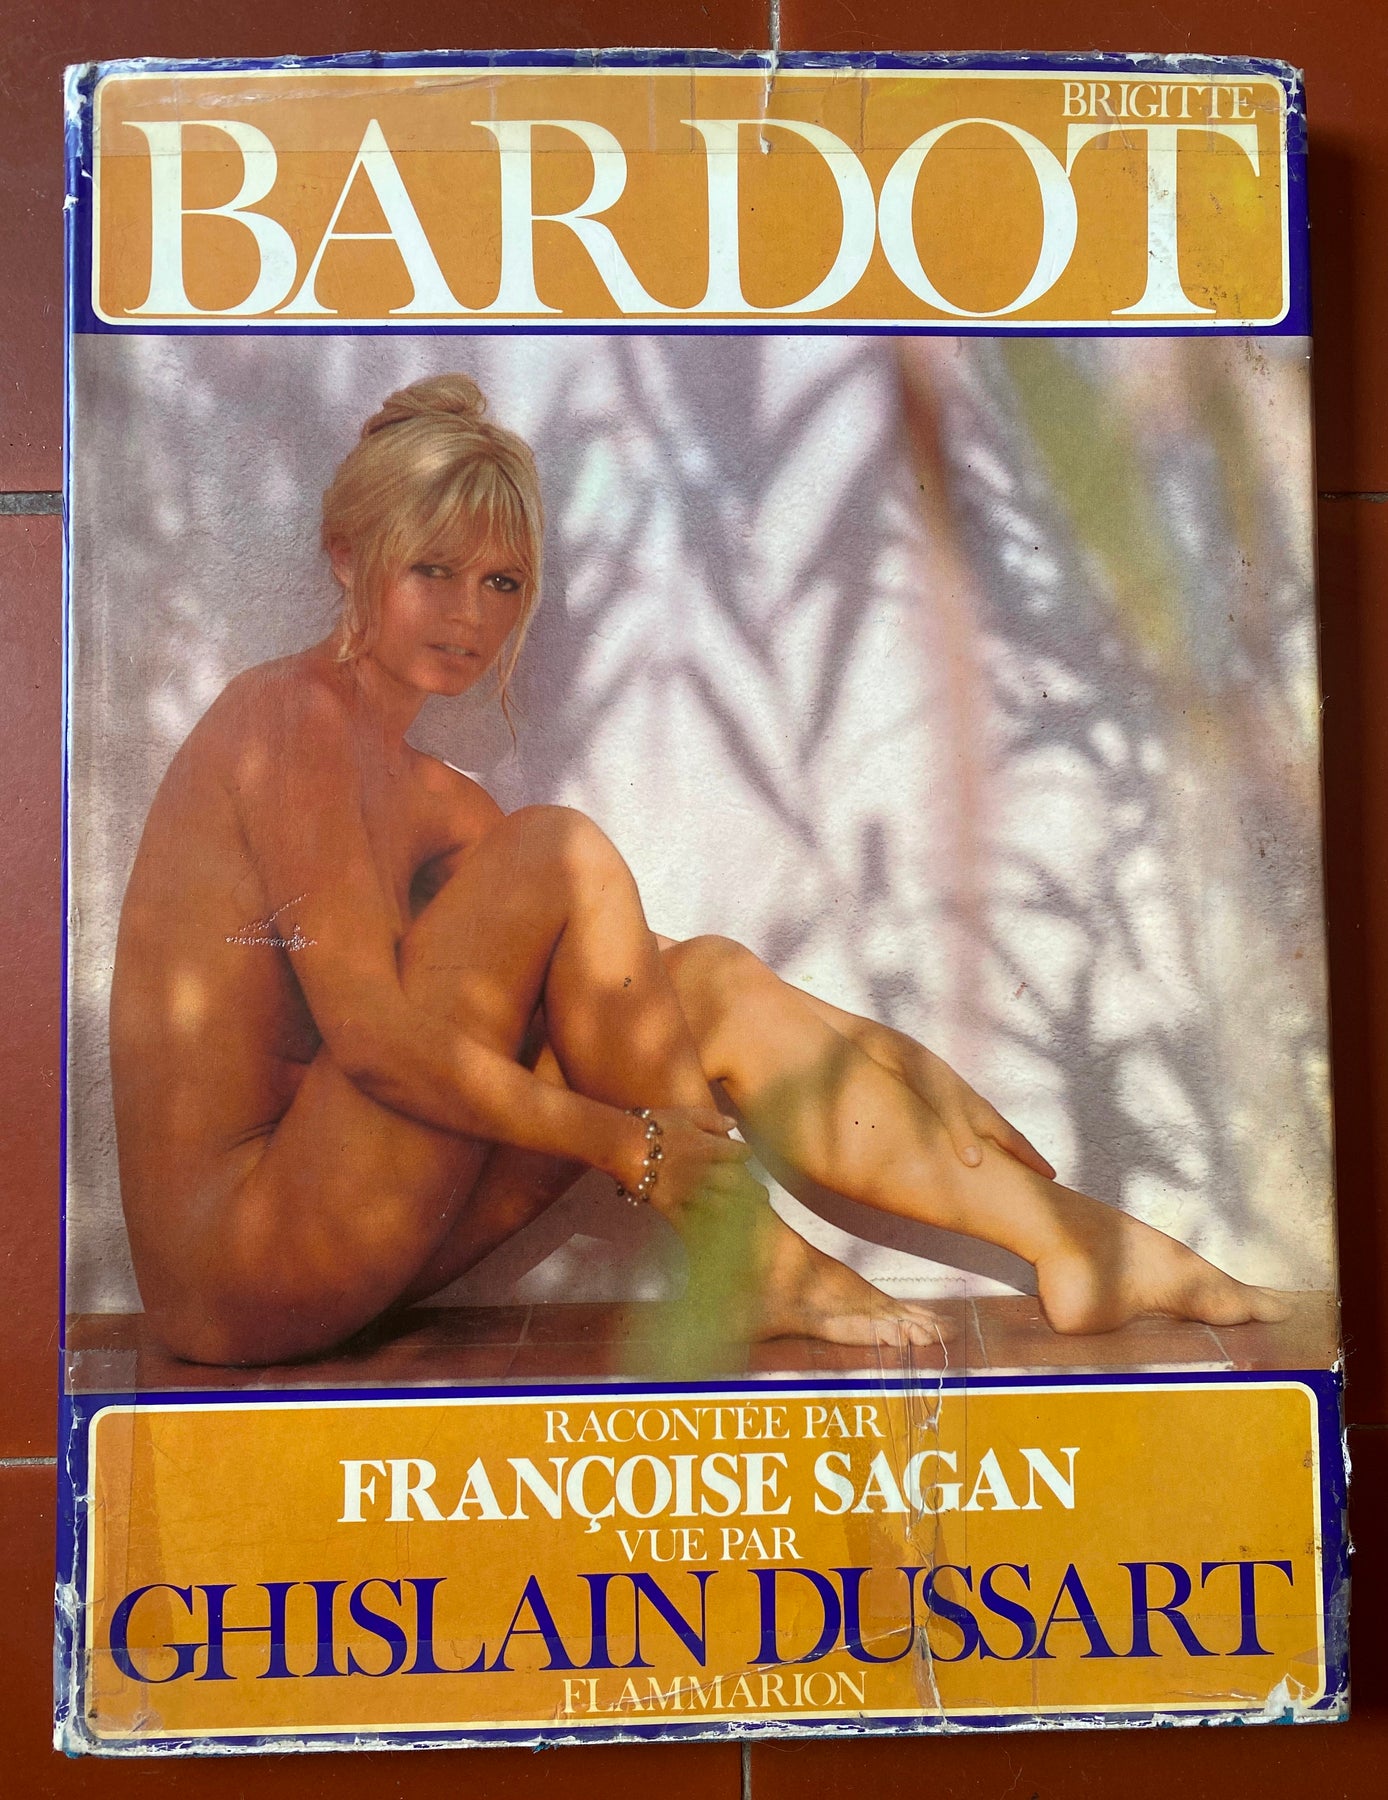 BRIGITTE
BARDOT
RACONTÉE PAR
FRANÇOISE SAGAN
VUE PAR
GHISLAIN DUSSART
FLAMMARION